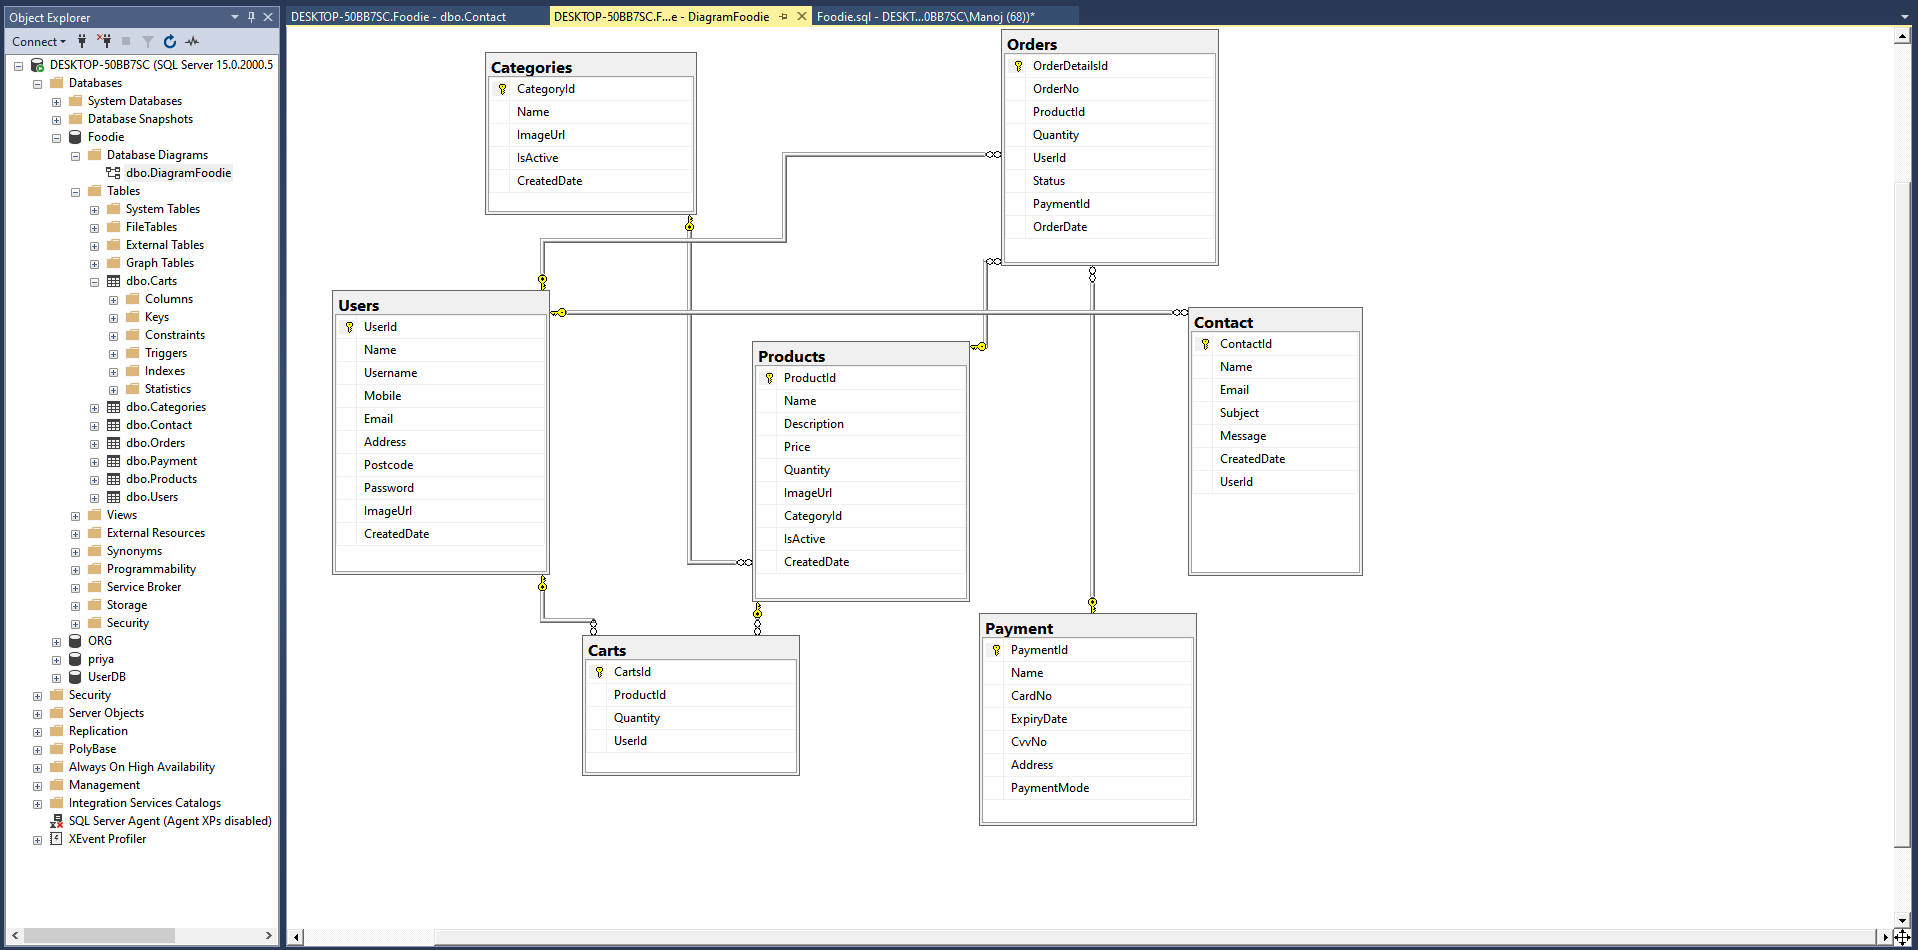 Object Explorer
Connect
DESKTOP-50BB7SC (SQL Server 15.0.2000.5
Databases
System Databases
Database Snapshots
Foodie
Database Diagrams
dbo.DiagramFoodie
Tables
System Tables
FileTables
External Tables
Graph Tables
dbo.Carts
Columns
Keys
Constraints
Triggers
Indexes
Statistics
dbo.Categories
dbo.Contact
dbo.Orders
dbo.Payment
dbo.Products
dbo.Users
Views
External Resources
Synonyms
Programmability
Service Broker
Storage
Security
ORG
priya
UserDB
Security
Server Objects
Replication
PolyBase
Always On High Availability
Management
Integration Services Catalogs
SQL Server Agent (Agent XPs disabled)
XEvent Profiler
DESKTOP-50BB7SC.Foodie - dbo.Contact
DESKTOP-50BB7SC.F...e - DiagramFoodie
Foodie.sql - DESKT...0BB7SC\Manoj (68))*
Categories
CategoryId
Name
ImageUrl
IsActive
CreatedDate
Orders
OrderDetailsId
OrderNo
ProductId
Quantity
UserId
Status
PaymentId
OrderDate
Users
UserId
Name
Username
Mobile
Email
Address
Postcode
Password
ImageUrl
CreatedDate
Products
ProductId
Name
Description
Price
Quantity
ImageUrl
CategoryId
IsActive
CreatedDate
Contact
ContactId
Name
Email
Subject
Message
CreatedDate
UserId
Carts
CartsId
ProductId
Quantity
UserId
Payment
PaymentId
Name
CardNo
ExpiryDate
CvvNo
Address
PaymentMode